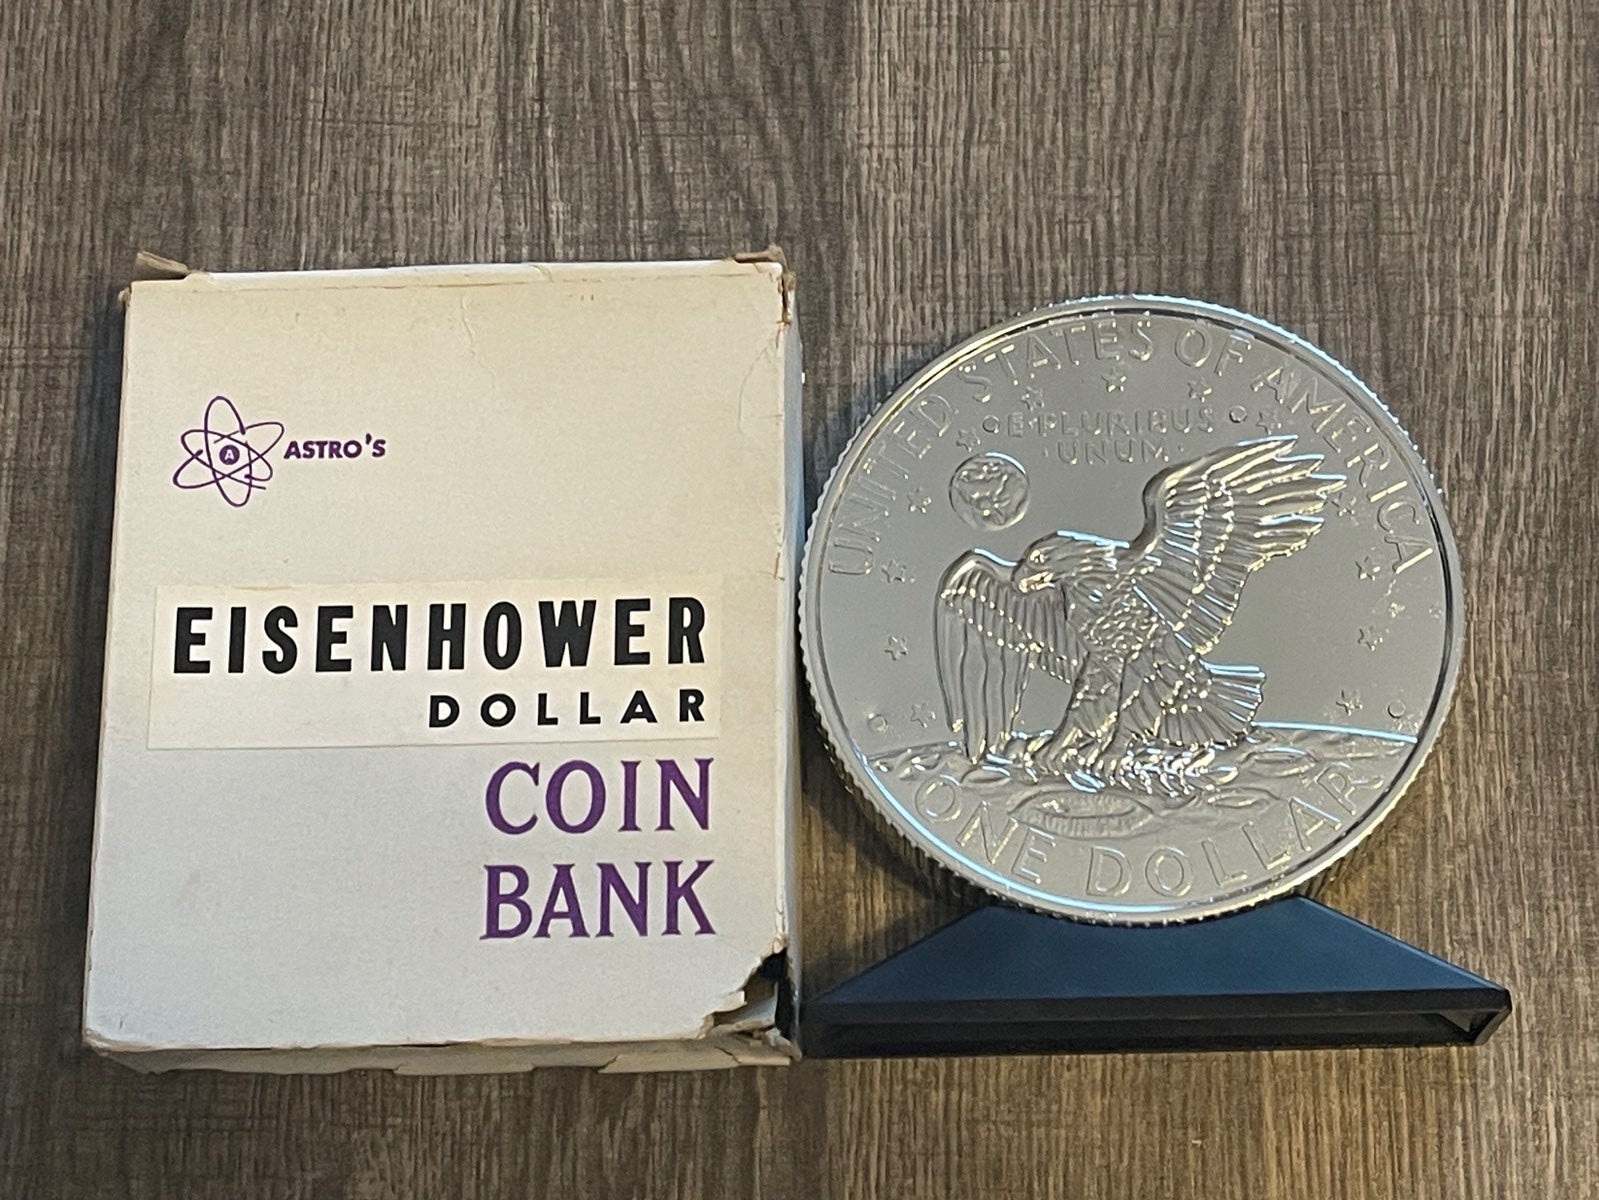 A
ASTRO'S
EISENHOWER
DOLLAR
COIN
BANK
UNITED STATES OF AMERICA
E PLURIBUS
UNUM
ONE DOLLAR